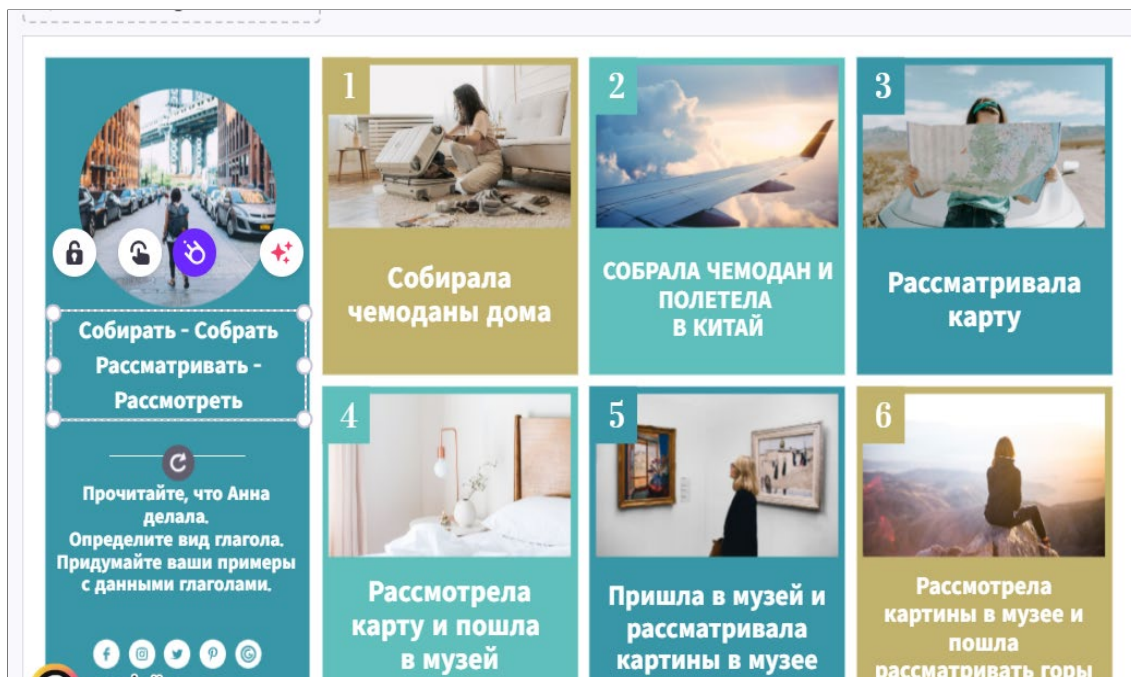 Собирать - Собрать
Рассматривать -
Рассмотреть
Прочитайте, что Анна
делала.
Определите вид глагола.
Придумайте ваши примеры
с данными глаголами.
1
Собирала
чемоданы дома
2
СОБРАЛА ЧЕМОДАН И
ПОЛЕТЕЛА
В КИТАЙ
3
Рассматривала
карту
4
Рассмотрела
карту и пошла
в музей
5
Пришла в музей и
рассматривала
картины в музее
6
Рассмотрела
картины в музее и
пошла
рассматривать горы